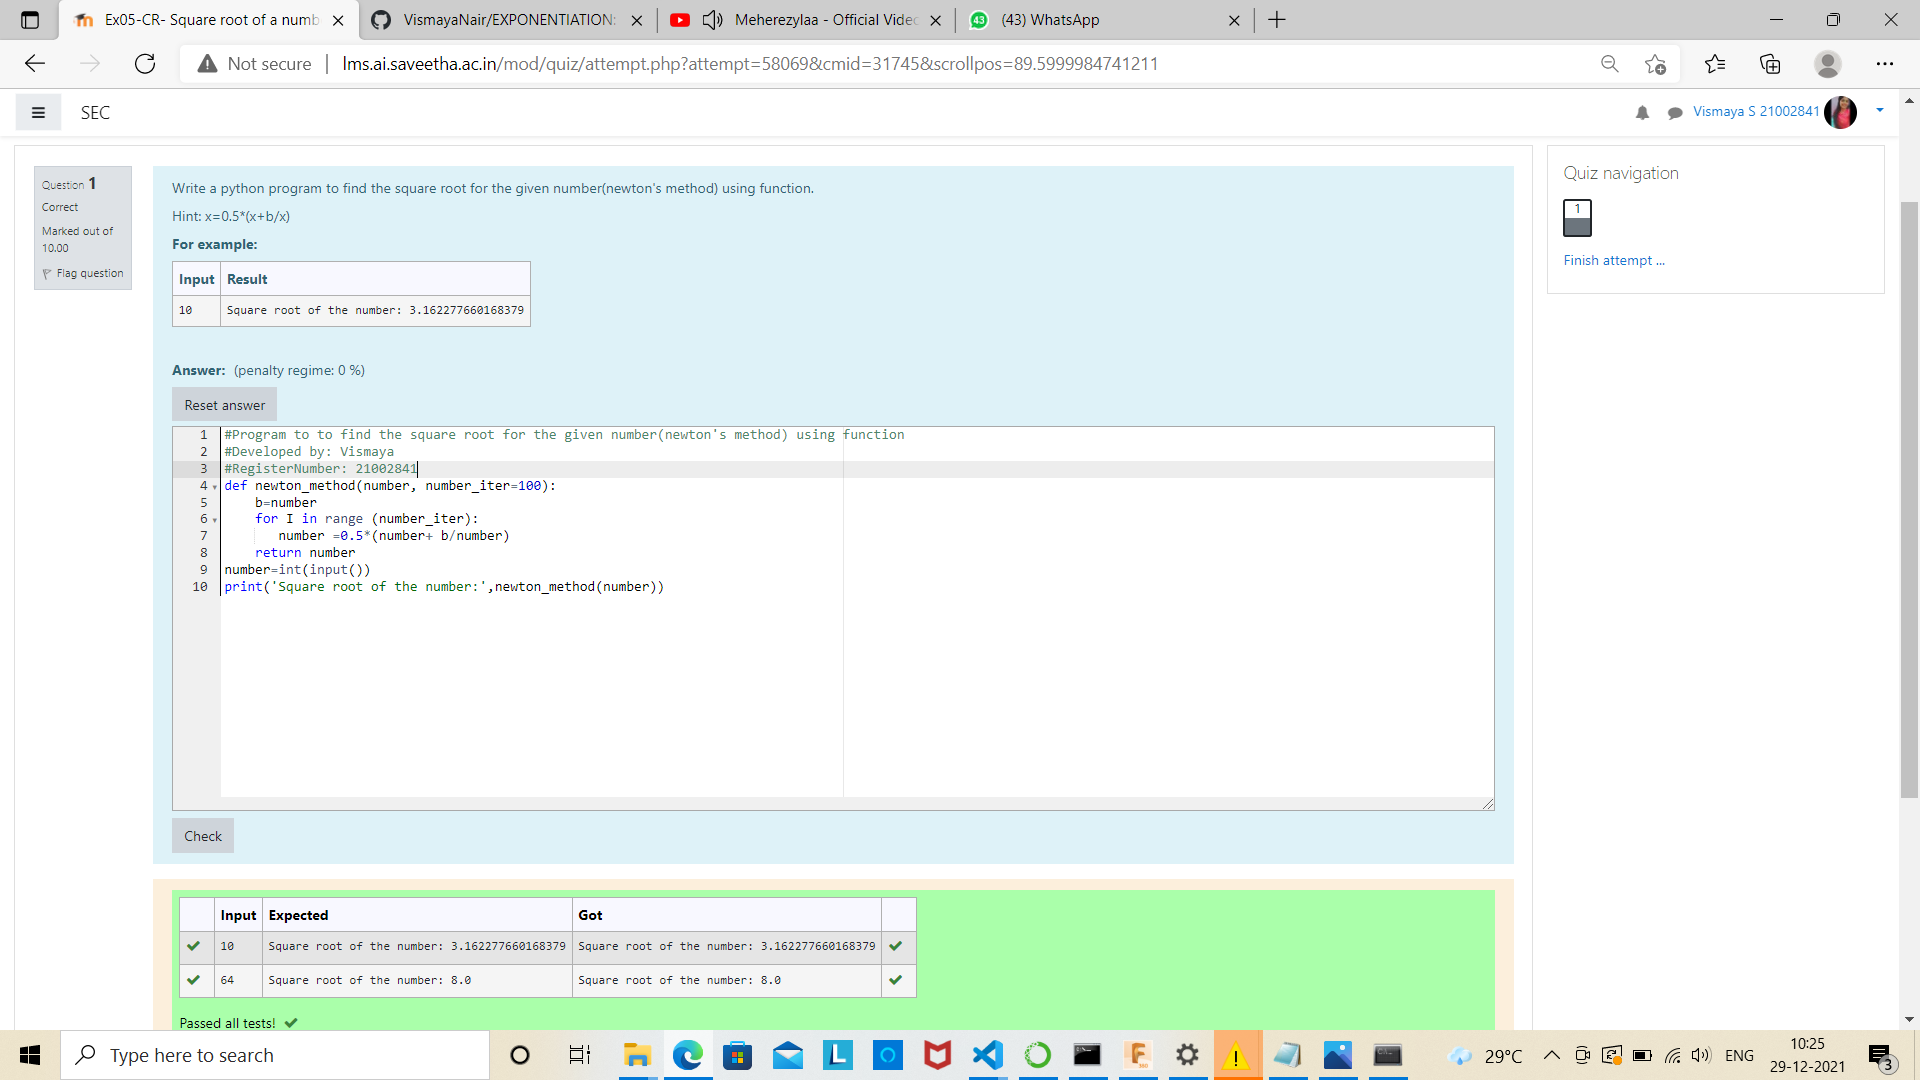 Ex05-CR- Square root of a numb
VismayaNair/EXPONENTIATION:
Meherezylaa - Official Video
43 (43) WhatsApp
Not secure | lms.ai.saveetha.ac.in/mod/quiz/attempt.php?attempt=58069&cmid=31745&scrollpos=89.5999984741211
SEC
Vismaya S 21002841
Question 1
Correct
Marked out of
10.00
Flag question
Write a python program to find the square root for the given number(newton's method) using function.
Hint: x=0.5*(x+b/x)
For example:
Input Result
10 Square root of the number: 3.162277660168379
Answer: (penalty regime: 0 %)
Reset answer
1 #Program to to find the square root for the given number(newton's method) using function
2 #Developed by: Vismaya
3 #RegisterNumber: 21002841
4 def newton_method(number, number_iter=100):
5     b=number
6     for I in range (number_iter):
7        number =0.5*(number+ b/number)
8     return number
9 number=int(input())
10 print('Square root of the number:',newton_method(number))
Check
Input Expected Got
10 Square root of the number: 3.162277660168379 Square root of the number: 3.162277660168379
64 Square root of the number: 8.0 Square root of the number: 8.0
Passed all tests!
Quiz navigation
1
Finish attempt ...
Type here to search
29°C
ENG
10:25
29-12-2021
3